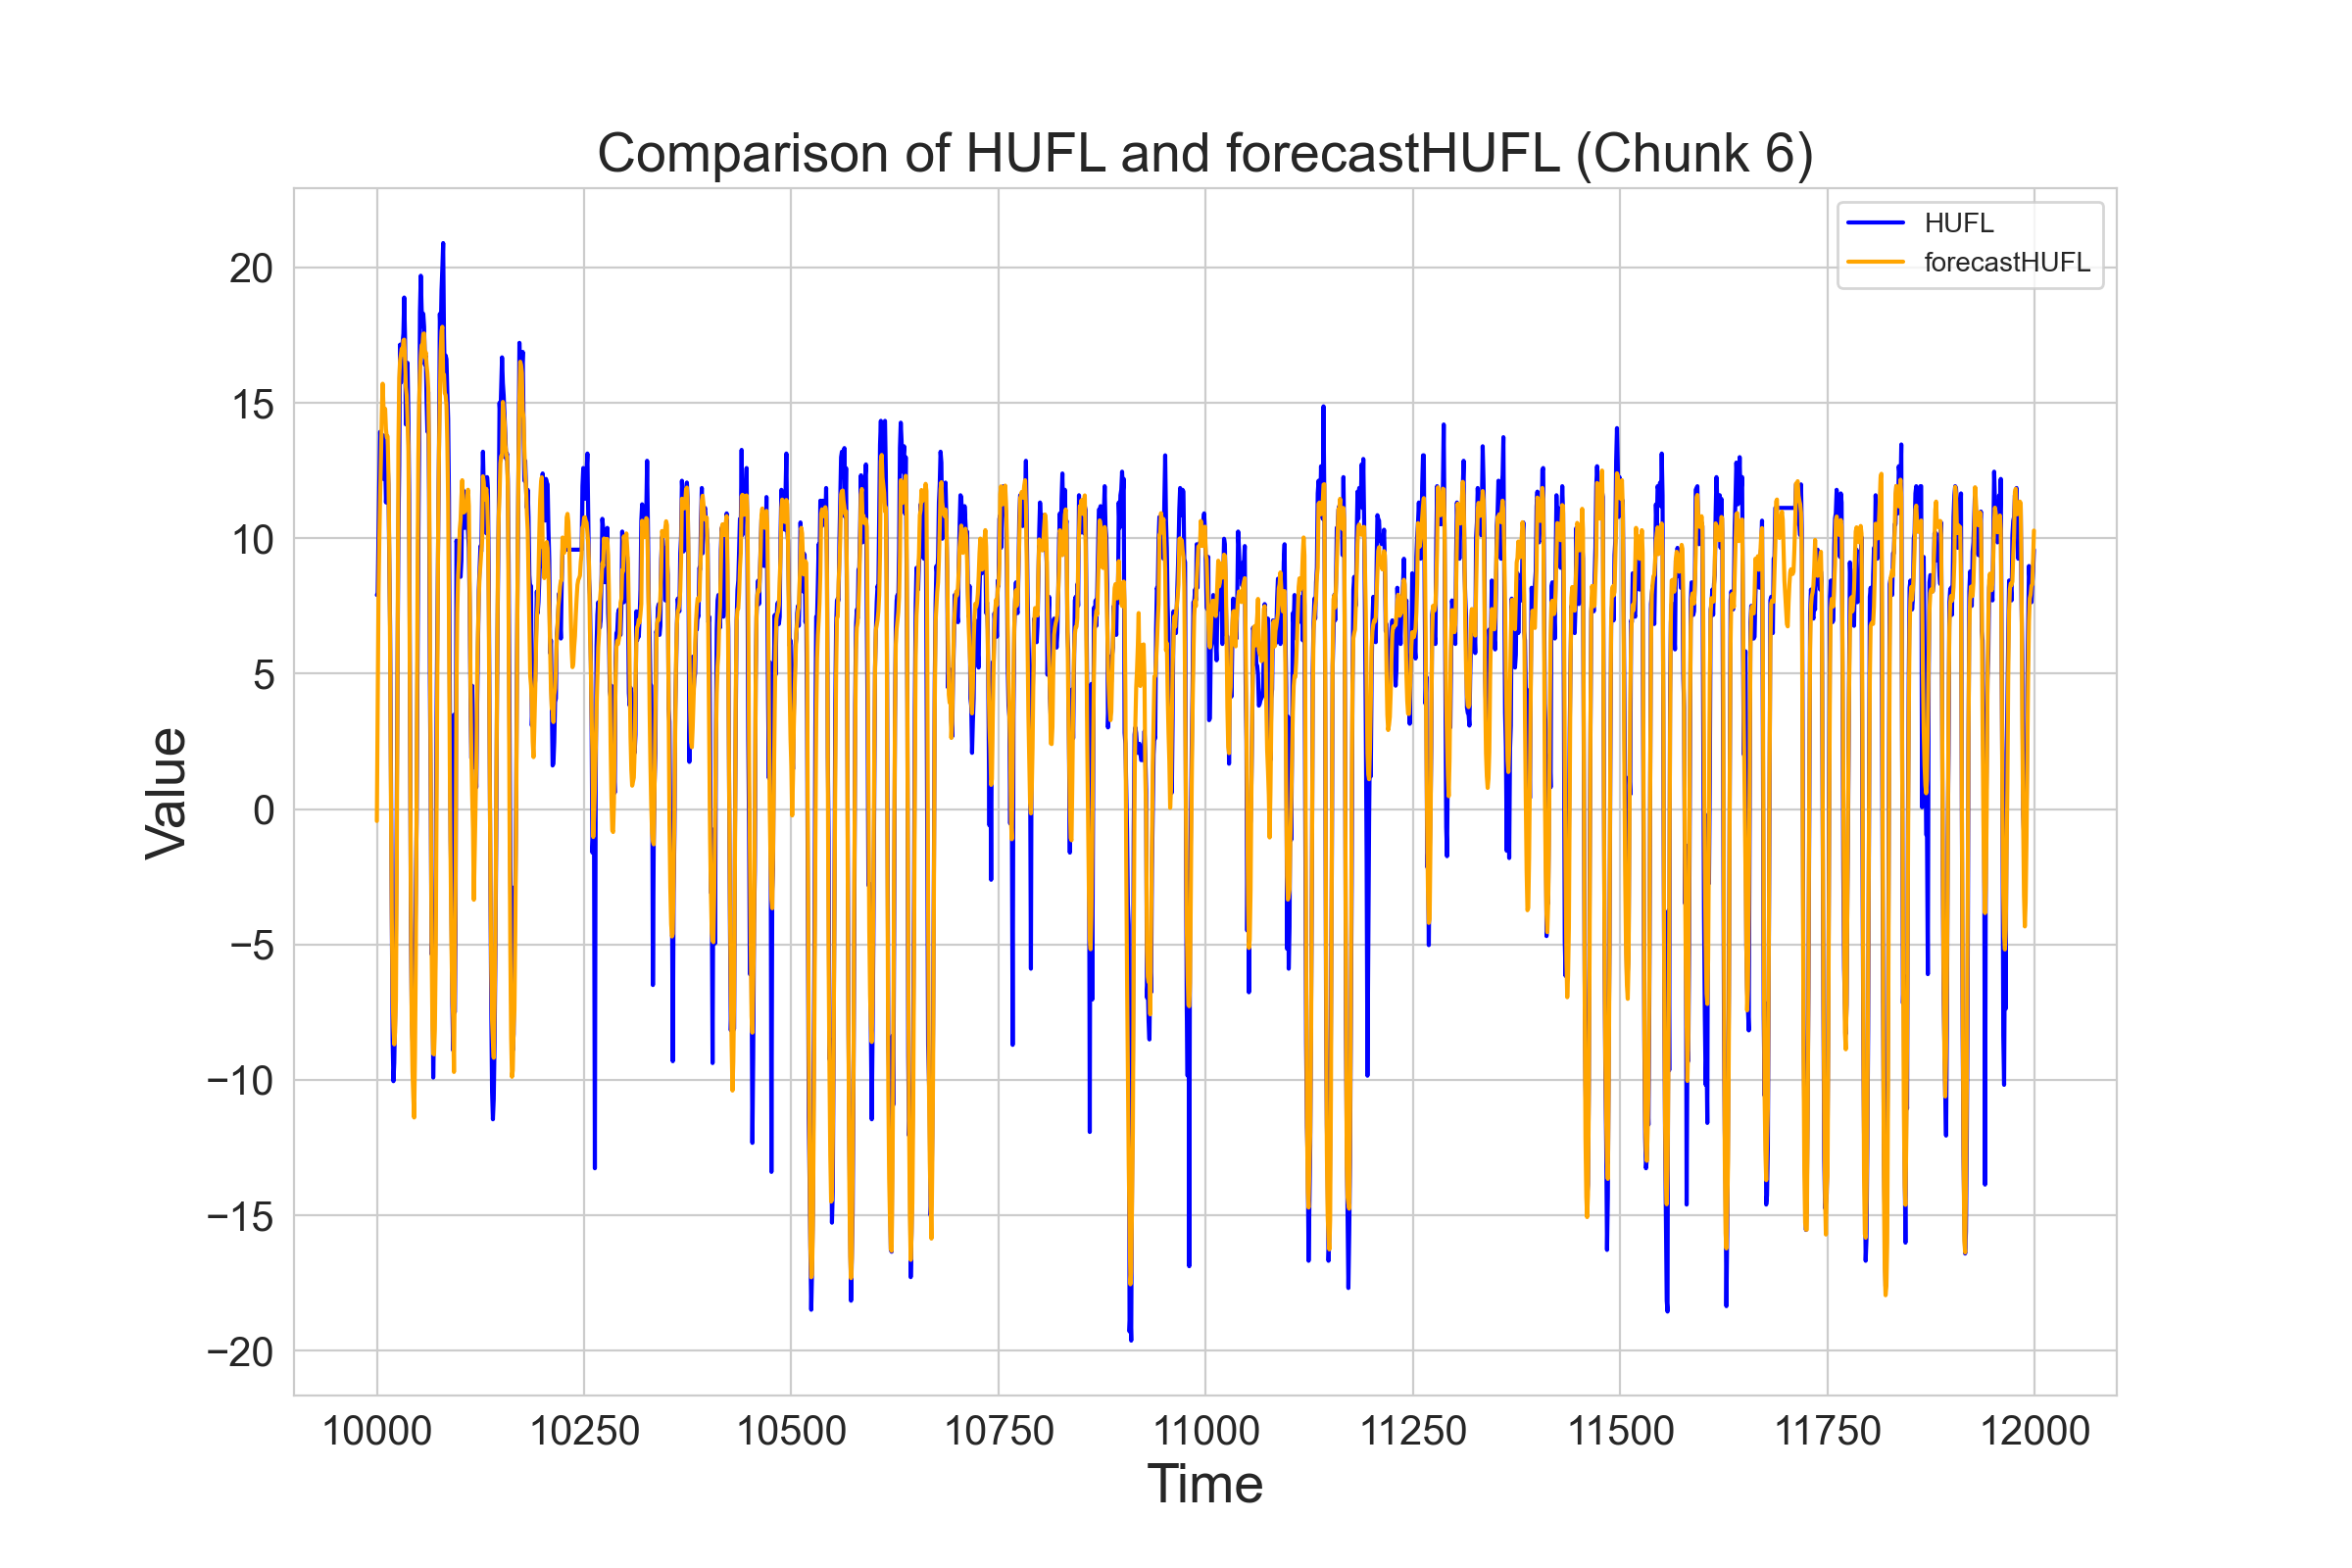 Comparison of HUFL and forecastHUFL (Chunk 6)
HUFL
forecastHUFL
20
15
10
5
0
−5
−10
−15
−20
Value
10000 10250 10500 10750 11000 11250 11500 11750 12000
Time